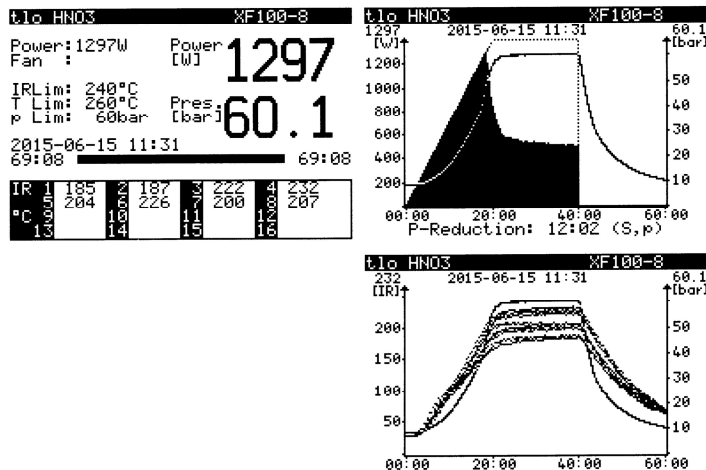 tlo HNO3 XF100-8
Power: 1297W Power [W] 1297
Fan :
IRLim: 240°C
T Lim: 260°C Pres. [bar] 60.1
p Lim: 60bar
2015-06-15 11:31
69:08 69:08
IR 1 185 2 187 3 222 4 232
5 204 6 226 7 200 8 207
°C 9 10 11 12
13 14 15 16
tlo HNO3 XF100-8
1297 2015-06-15 11:31 60.1
[W] [bar]
1200
1000
800
600
400
200
50
40
30
20
10
00:00 20:00 40:00 60:00
P-Reduction: 12:02 (S,p)
tlo HNO3 XF100-8
232 2015-06-15 11:31 60.1
[IR] [bar]
200
150
100
50
50
40
30
20
10
00:00 20:00 40:00 60:00